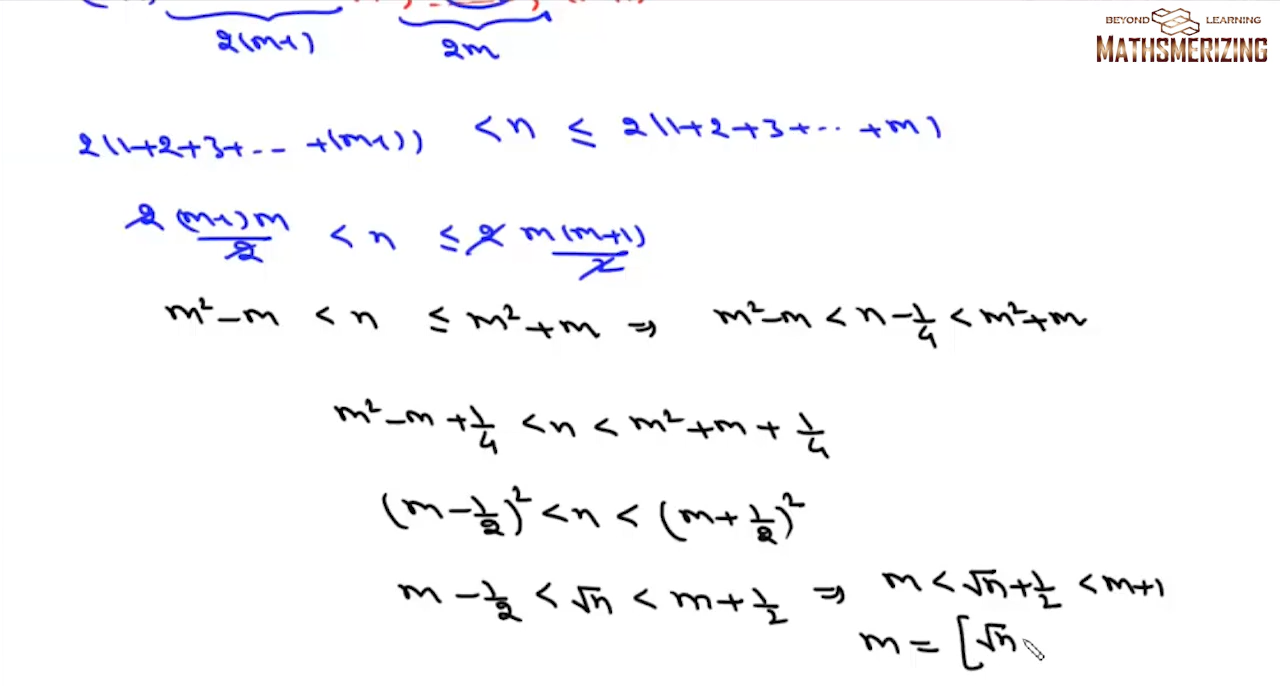 BEYOND LEARNING
MATHSMERIZING
2(m-1) 2m
2(1+2+3+-- +(m-1)) < n ≤ 2(1+2+3+-- +m)
2 (m-1)m/2 < n ≤ 2 m(m+1)/2
m²-m < n ≤ m²+m ⇒ m²-m < n-1/4 < m²+m
m²-m+1/4 < n < m²+m+1/4
(m-1/2)² < n < (m+1/2)²
m-1/2 < √n < m+1/2 ⇒ m < √n+1/2 < m+1
m = [√n